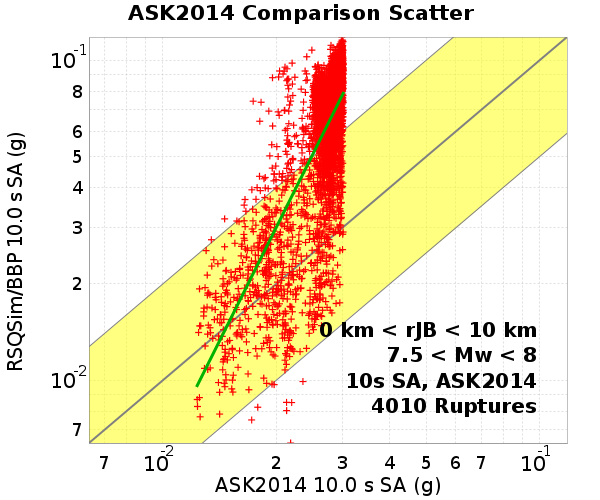 ASK2014 Comparison Scatter
RSQSim/BBP 10.0 s SA (g)
10-1
8
6
5
4
3
2
10-2
7
0 km < rJB < 10 km
7.5 < Mw < 8
10s SA, ASK2014
4010 Ruptures
7 10-2 2 3 4 5 6 7 10-1
ASK2014 10.0 s SA (g)